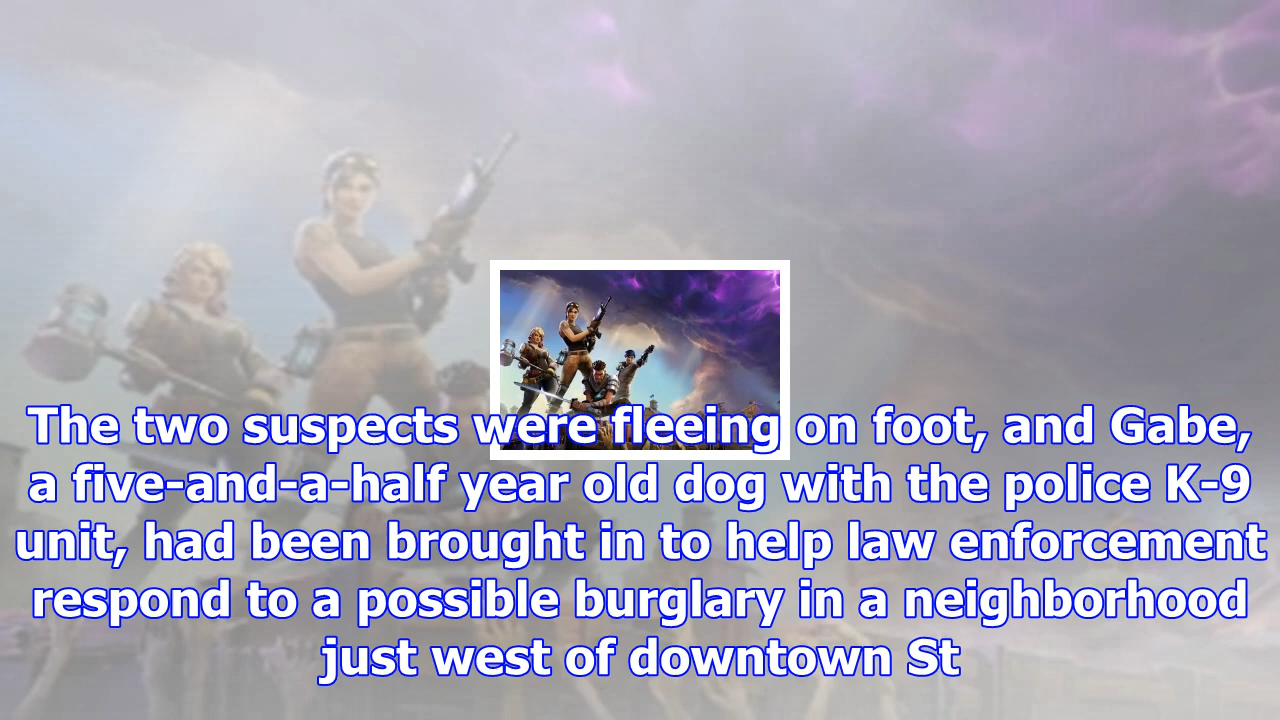 The two suspects were fleeing on foot, and Gabe,
a five-and-a-half year old dog with the police K-9
unit, had been brought in to help law enforcement
respond to a possible burglary in a neighborhood
just west of downtown St